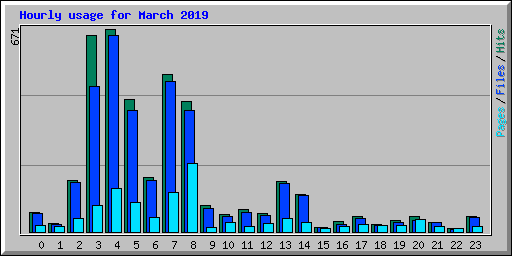 Hourly usage for March 2019
671
Pages / Files / Hits
0 1 2 3 4 5 6 7 8 9 10 11 12 13 14 15 16 17 18 19 20 21 22 23